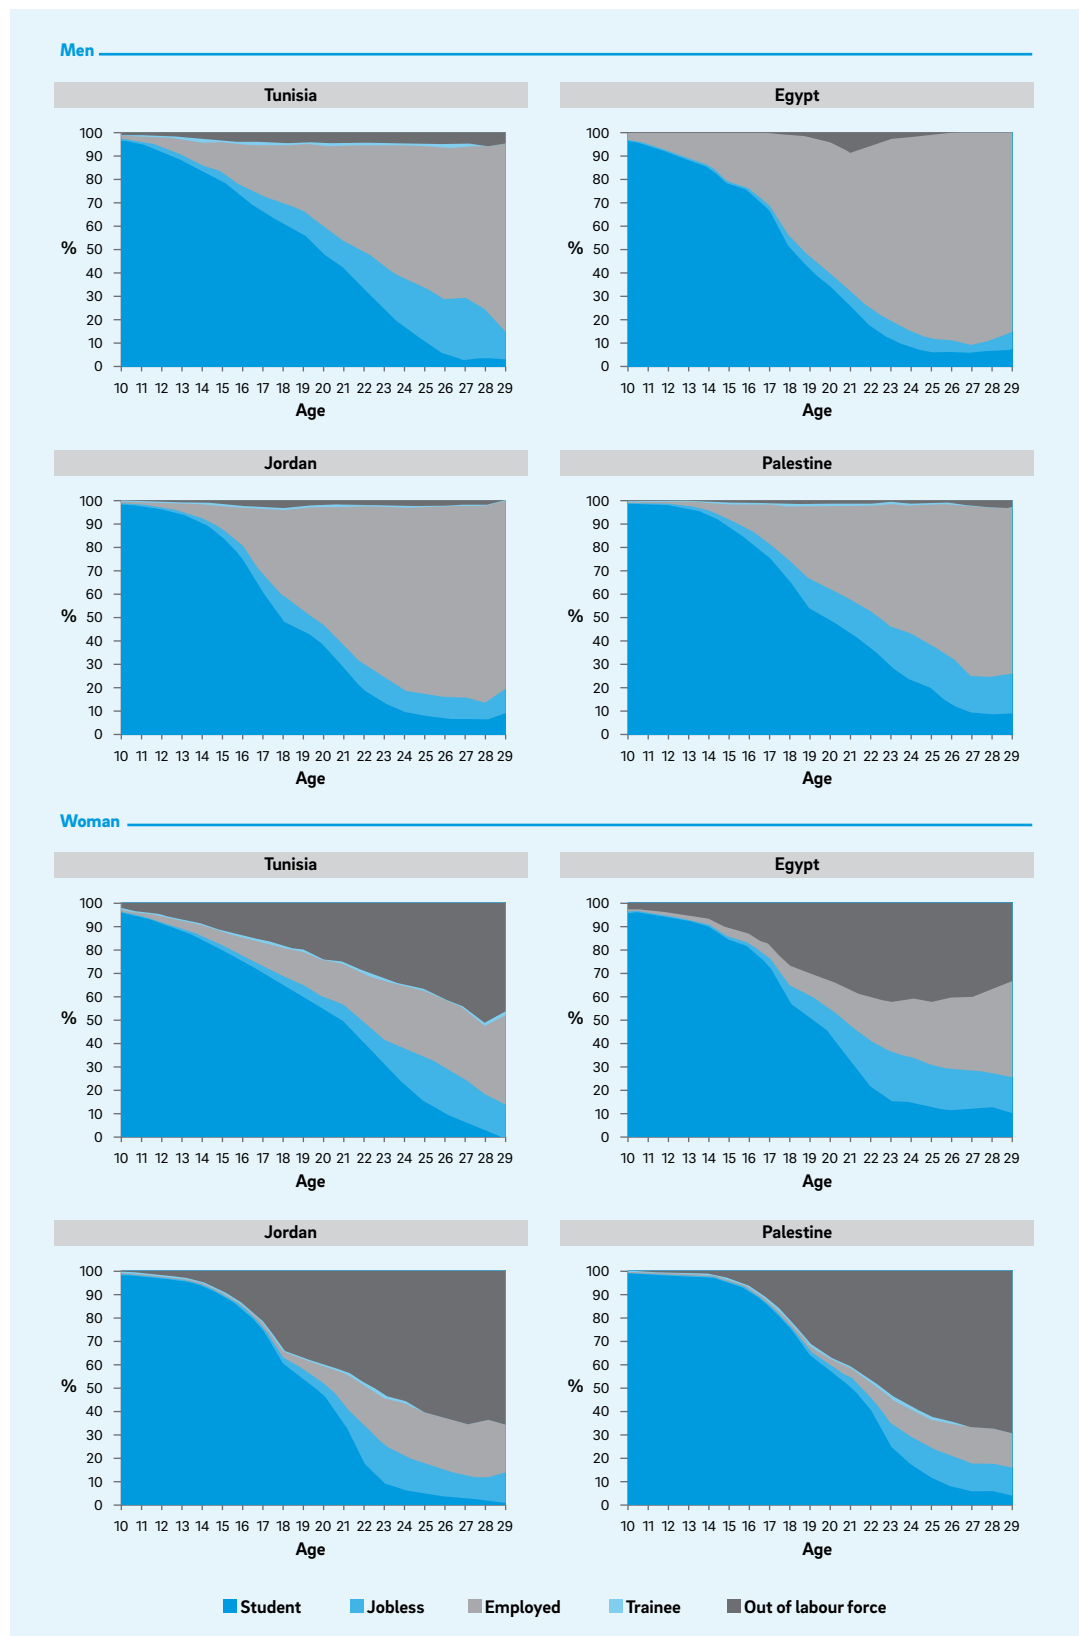 Men
Tunisia Egypt
100 100
90 90
80 80
70 70
60 60
% 50 % 50
40 40
30 30
20 20
10 10
0 0
10 11 12 13 14 15 16 17 18 19 20 21 22 23 24 25 26 27 28 29 10 11 12 13 14 15 16 17 18 19 20 21 22 23 24 25 26 27 28 29
Age Age
Jordan Palestine
100 100
90 90
80 80
70 70
60 60
% 50 % 50
40 40
30 30
20 20
10 10
0 0
10 11 12 13 14 15 16 17 18 19 20 21 22 23 24 25 26 27 28 29 10 11 12 13 14 15 16 17 18 19 20 21 22 23 24 25 26 27 28 29
Age Age
Woman
Tunisia Egypt
100 100
90 90
80 80
70 70
60 60
% 50 % 50
40 40
30 30
20 20
10 10
0 0
10 11 12 13 14 15 16 17 18 19 20 21 22 23 24 25 26 27 28 29 10 11 12 13 14 15 16 17 18 19 20 21 22 23 24 25 26 27 28 29
Age Age
Jordan Palestine
100 100
90 90
80 80
70 70
60 60
% 50 % 50
40 40
30 30
20 20
10 10
0 0
10 11 12 13 14 15 16 17 18 19 20 21 22 23 24 25 26 27 28 29 10 11 12 13 14 15 16 17 18 19 20 21 22 23 24 25 26 27 28 29
Age Age
Student Jobless Employed Trainee Out of labour force